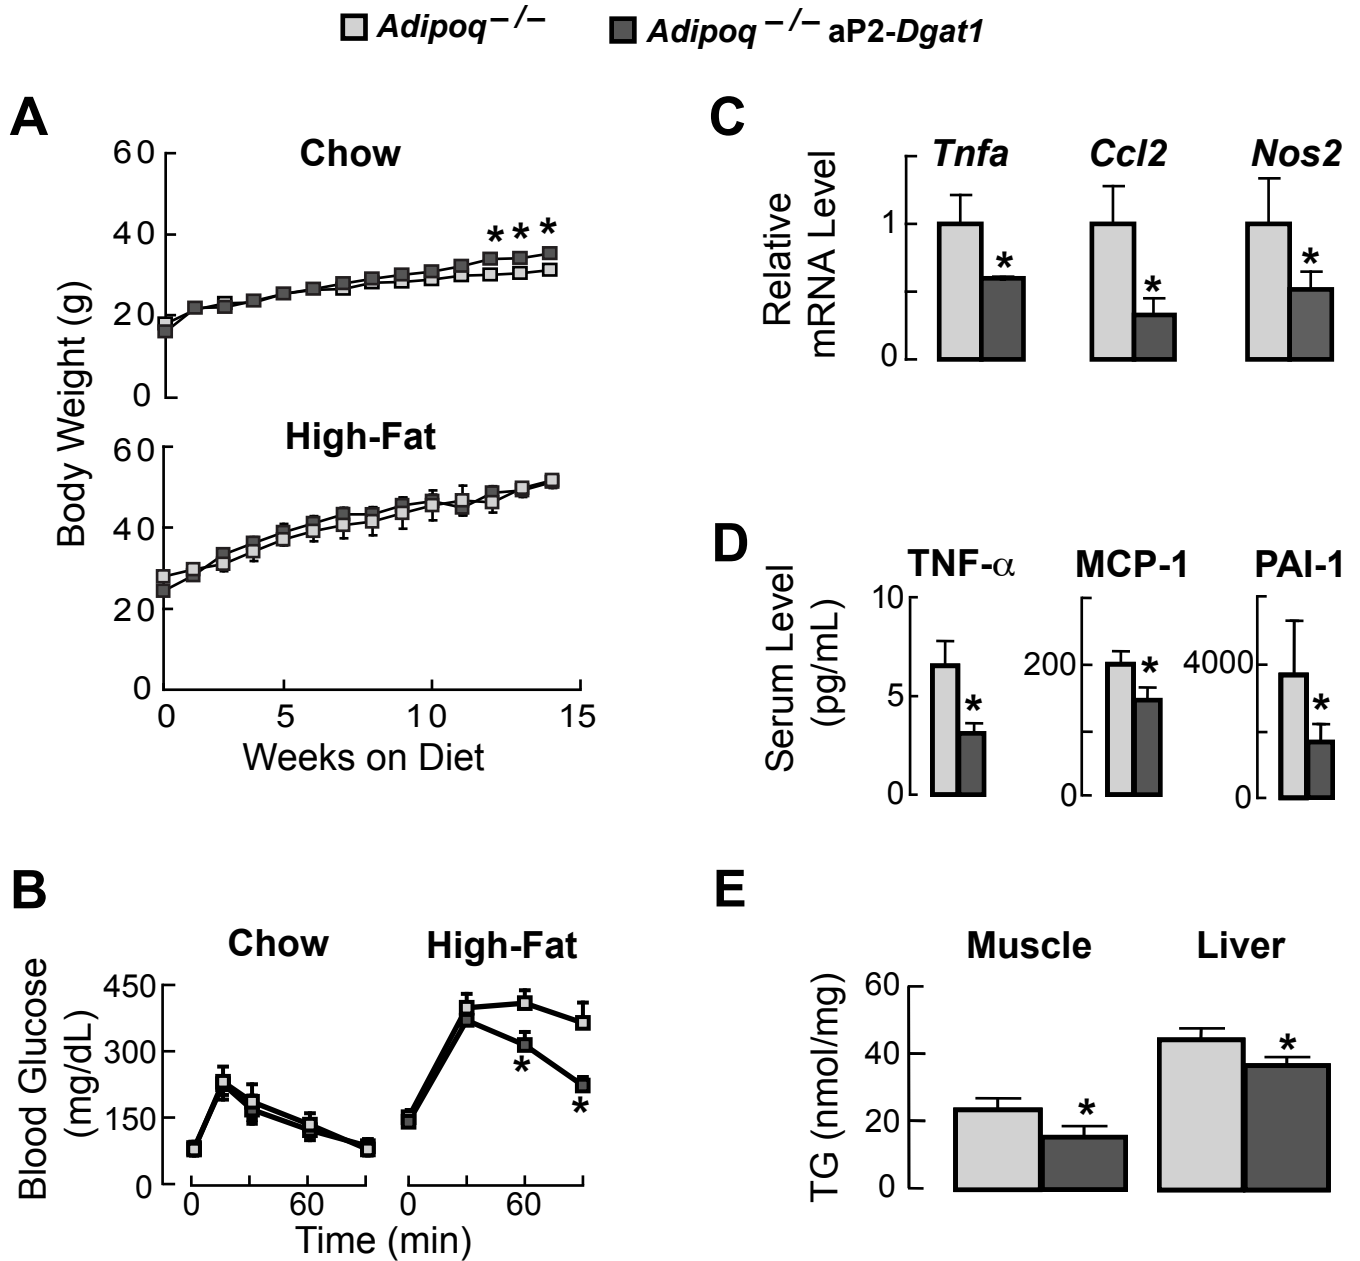 Adipoq−/− Adipoq −/− aP2-Dgat1
A
Chow
Body Weight (g)
60
40
20
0
* * *
High-Fat
60
40
20
0
0 5 10 15
Weeks on Diet
B
Chow High-Fat
Blood Glucose
(mg/dL)
450
300
150
0
*
*
0 60 0 60
Time (min)
C
Tnfa Ccl2 Nos2
Relative
mRNA Level
1
0
* * *
D
TNF-α MCP-1 PAI-1
Serum Level
(pg/mL)
10
5
0
*
200
0
*
4000
0
*
E
Muscle Liver
TG (nmol/mg)
60
40
20
0
* *